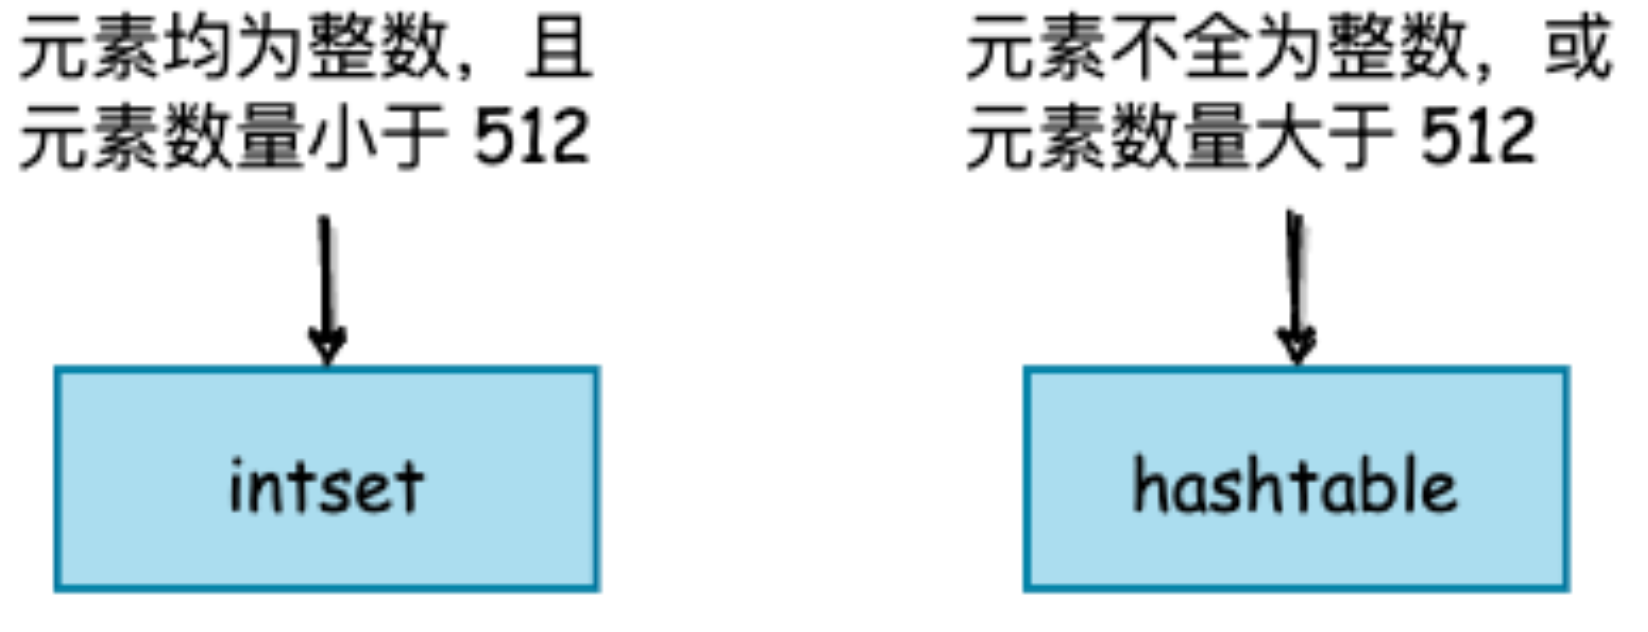 元素均为整数，且
元素数量小于 512
元素不全为整数，或
元素数量大于 512
intset
hashtable